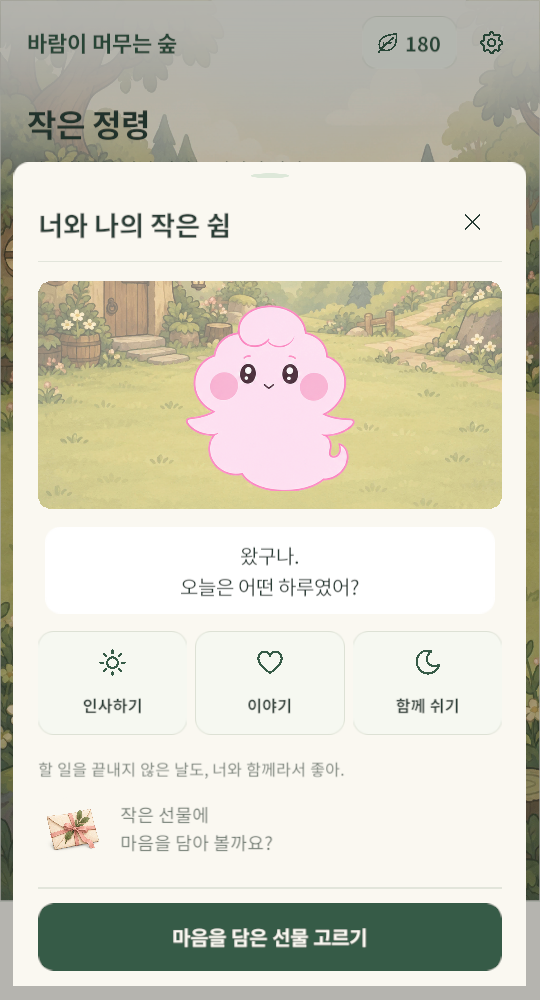 바람이 머무는 숲
180
작은 정령
너와 나의 작은 쉼
왔구나.
오늘은 어떤 하루였어?
인사하기
이야기
함께 쉬기
할 일을 끝내지 않은 날도, 너와 함께라서 좋아.
작은 선물에
마음을 담아 볼까요?
마음을 담은 선물 고르기